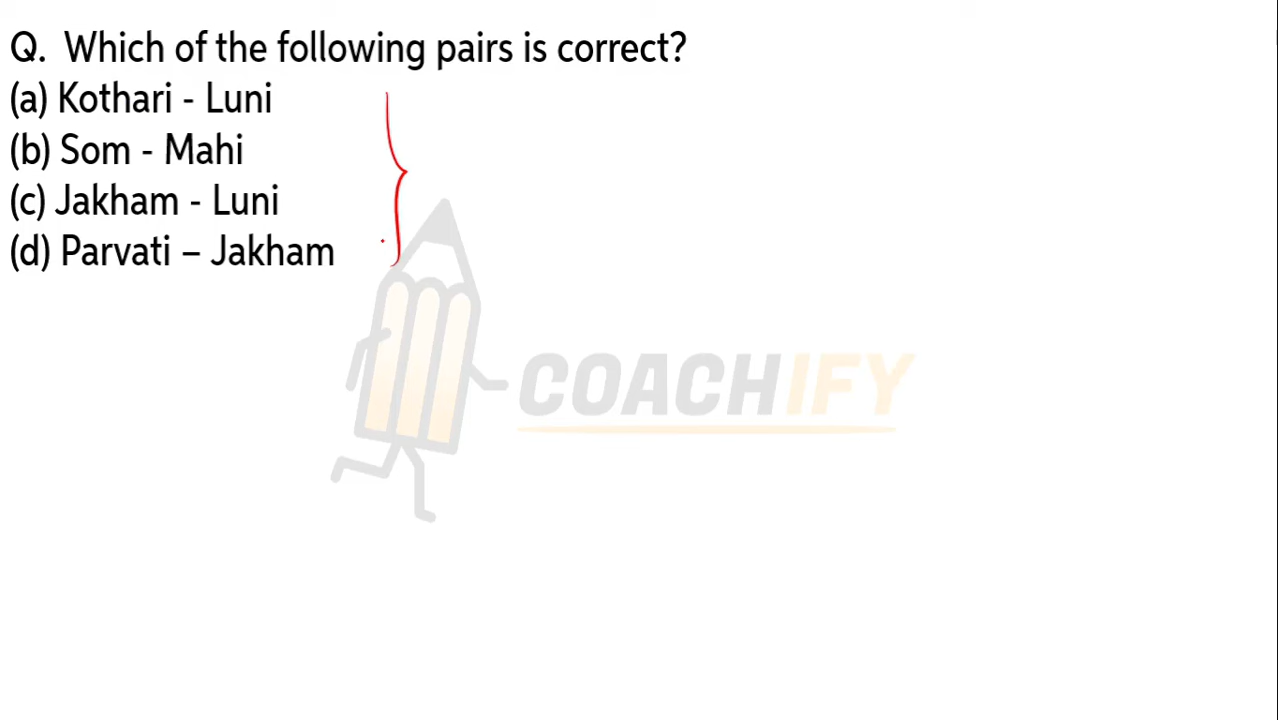 Q. Which of the following pairs is correct?
(a) Kothari - Luni
(b) Som - Mahi
(c) Jakham - Luni
(d) Parvati – Jakham
COACHIFY